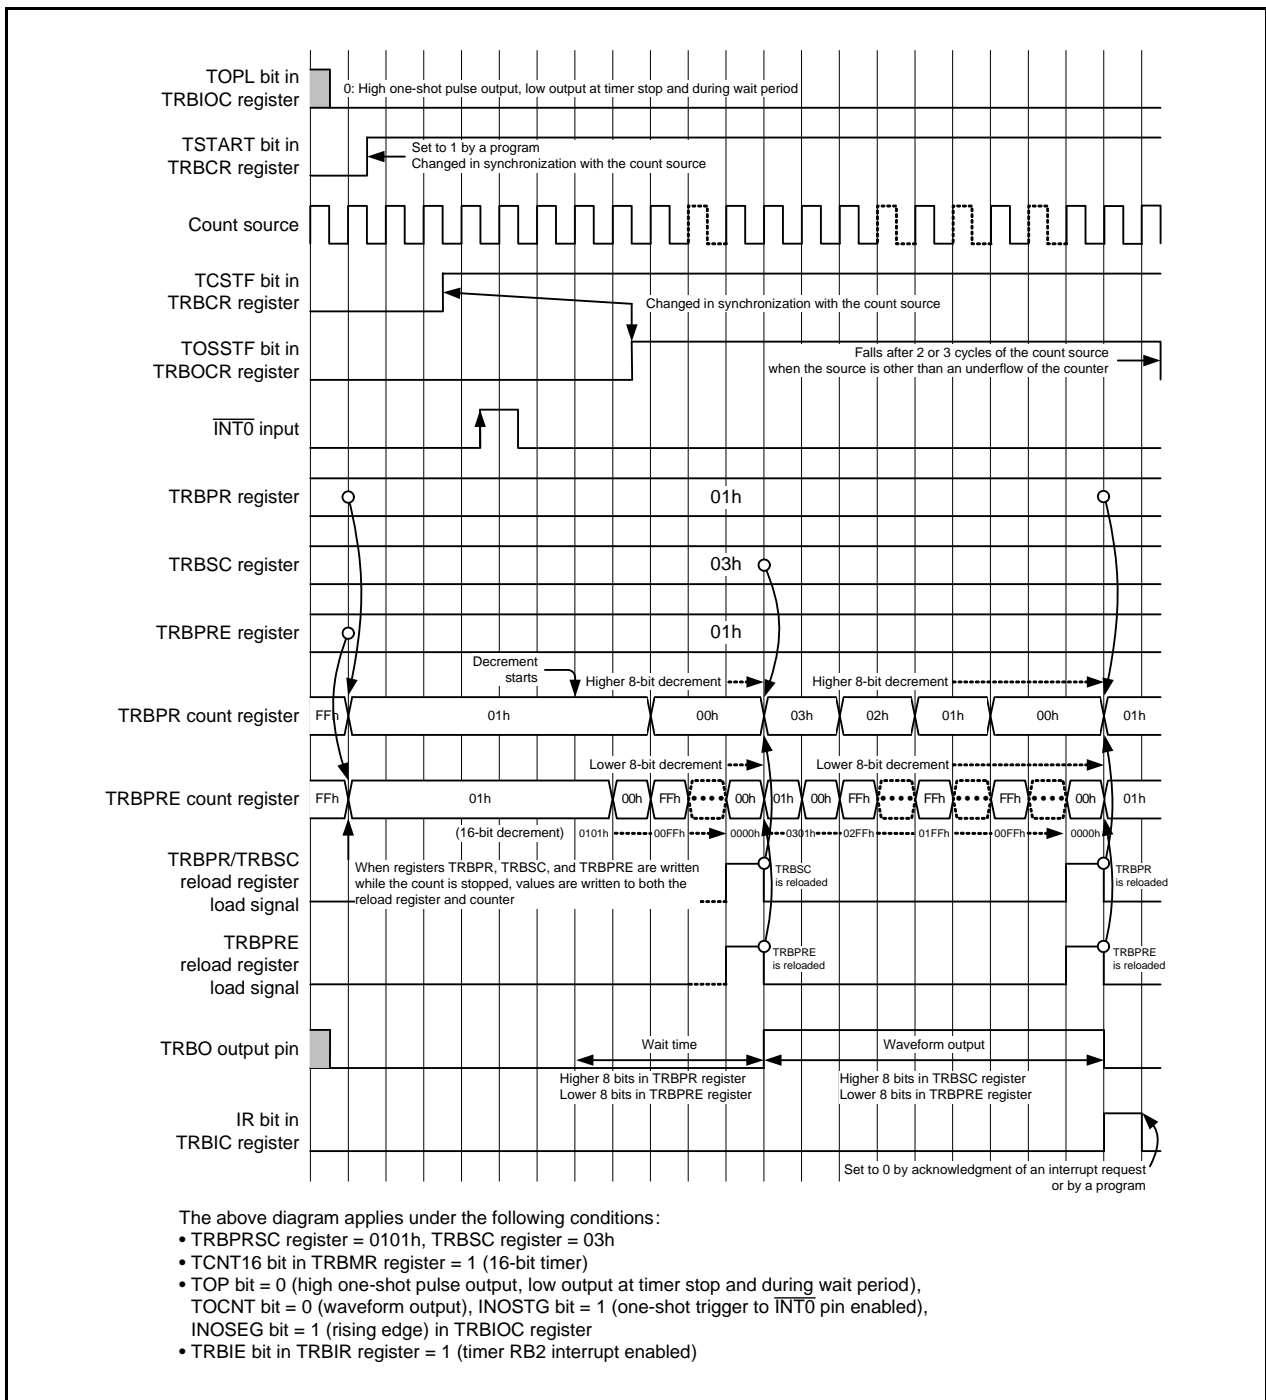 TOPL bit in
TRBIOC register
0: High one-shot pulse output, low output at timer stop and during wait period
TSTART bit in
TRBCR register
Set to 1 by a program
Changed in synchronization with the count source
Count source
TCSTF bit in
TRBCR register
Changed in synchronization with the count source
TOSSTF bit in
TRBOCR register
Falls after 2 or 3 cycles of the count source
when the source is other than an underflow of the counter
INT0 input
TRBPR register
01h
TRBSC register
03h
TRBPRE register
01h
Decrement
starts
Higher 8-bit decrement
Higher 8-bit decrement
TRBPR count register
FFh 01h 00h 03h 02h 01h 00h 01h
Lower 8-bit decrement
Lower 8-bit decrement
TRBPRE count register
FFh 01h 00h FFh 00h 01h 00h FFh FFh FFh 00h 01h
(16-bit decrement) 0101h 00FFh 0000h 0301h 02FFh 01FFh 00FFh 0000h
TRBPR/TRBSC
reload register
load signal
When registers TRBPR, TRBSC, and TRBPRE are written
while the count is stopped, values are written to both the
reload register and counter
TRBSC
is reloaded
TRBPR
is reloaded
TRBPRE
reload register
load signal
TRBPRE
is reloaded
TRBPRE
is reloaded
TRBO output pin
Wait time
Waveform output
Higher 8 bits in TRBPR register
Lower 8 bits in TRBPRE register
Higher 8 bits in TRBSC register
Lower 8 bits in TRBPRE register
IR bit in
TRBIC register
Set to 0 by acknowledgment of an interrupt request
or by a program
The above diagram applies under the following conditions:
• TRBPRSC register = 0101h, TRBSC register = 03h
• TCNT16 bit in TRBMR register = 1 (16-bit timer)
• TOP bit = 0 (high one-shot pulse output, low output at timer stop and during wait period),
TOCNT bit = 0 (waveform output), INOSTG bit = 1 (one-shot trigger to INT0 pin enabled),
INOSEG bit = 1 (rising edge) in TRBIOC register
• TRBIE bit in TRBIR register = 1 (timer RB2 interrupt enabled)